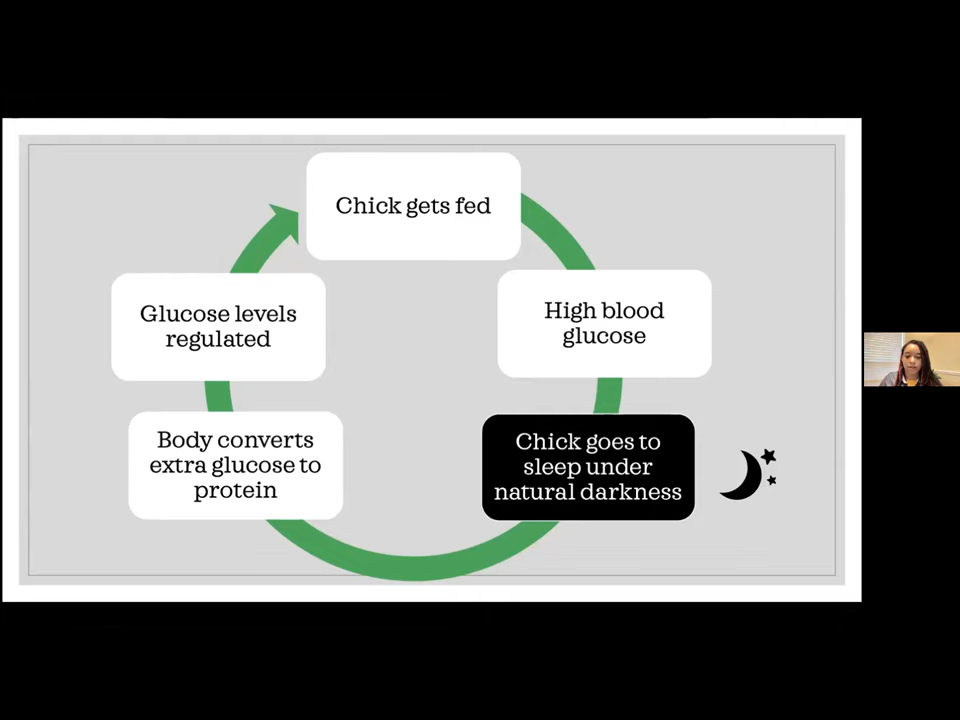 Chick gets fed
High blood
glucose
Chick goes to
sleep under
natural darkness
Body converts
extra glucose to
protein
Glucose levels
regulated